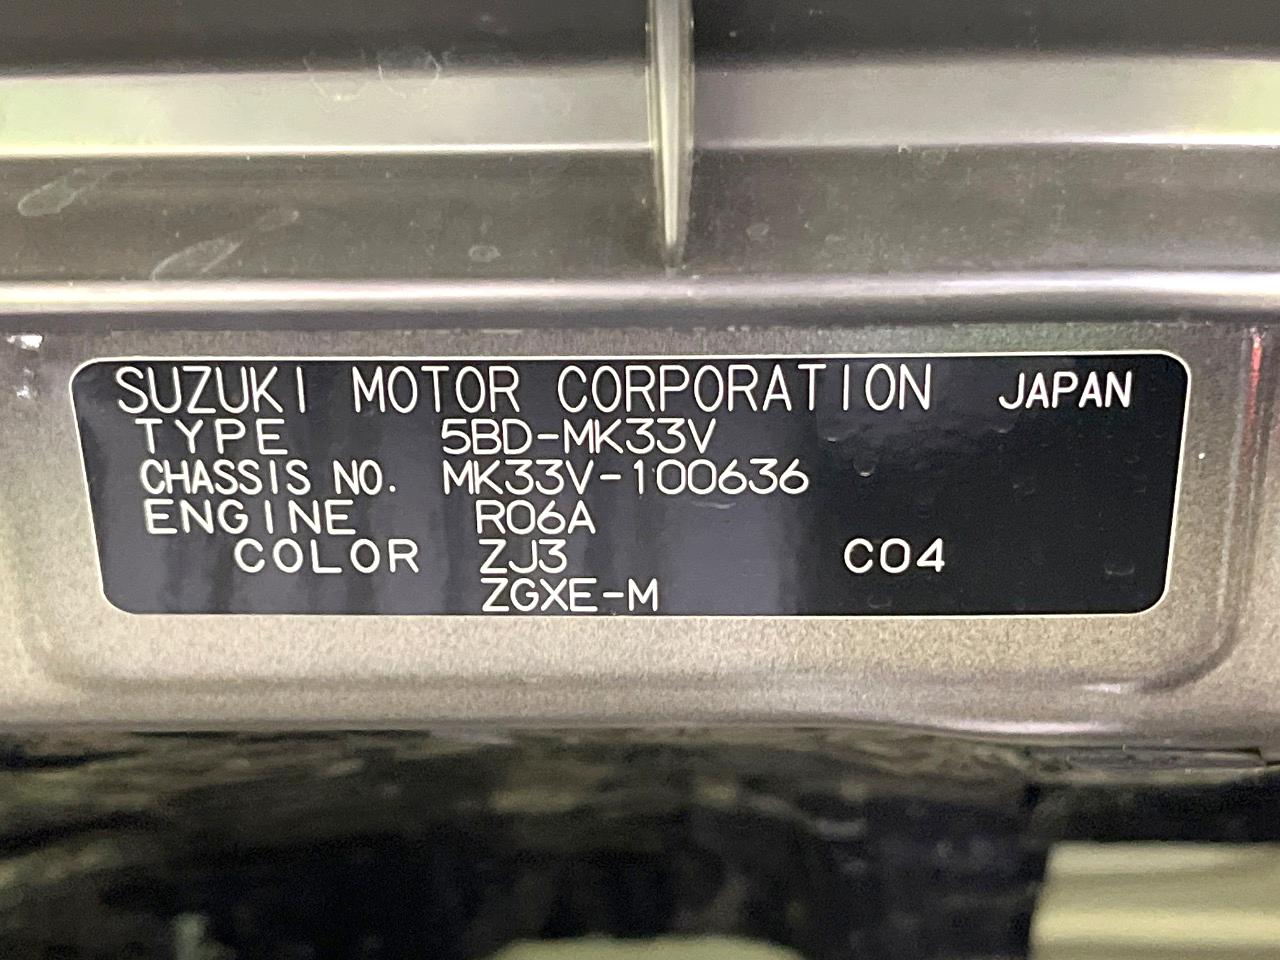 SUZUKI MOTOR CORPORATION JAPAN
TYPE 5BD-MK33V
CHASSIS NO. MK33V-100636
ENGINE R06A
COLOR ZJ3 C04
ZGXE-M